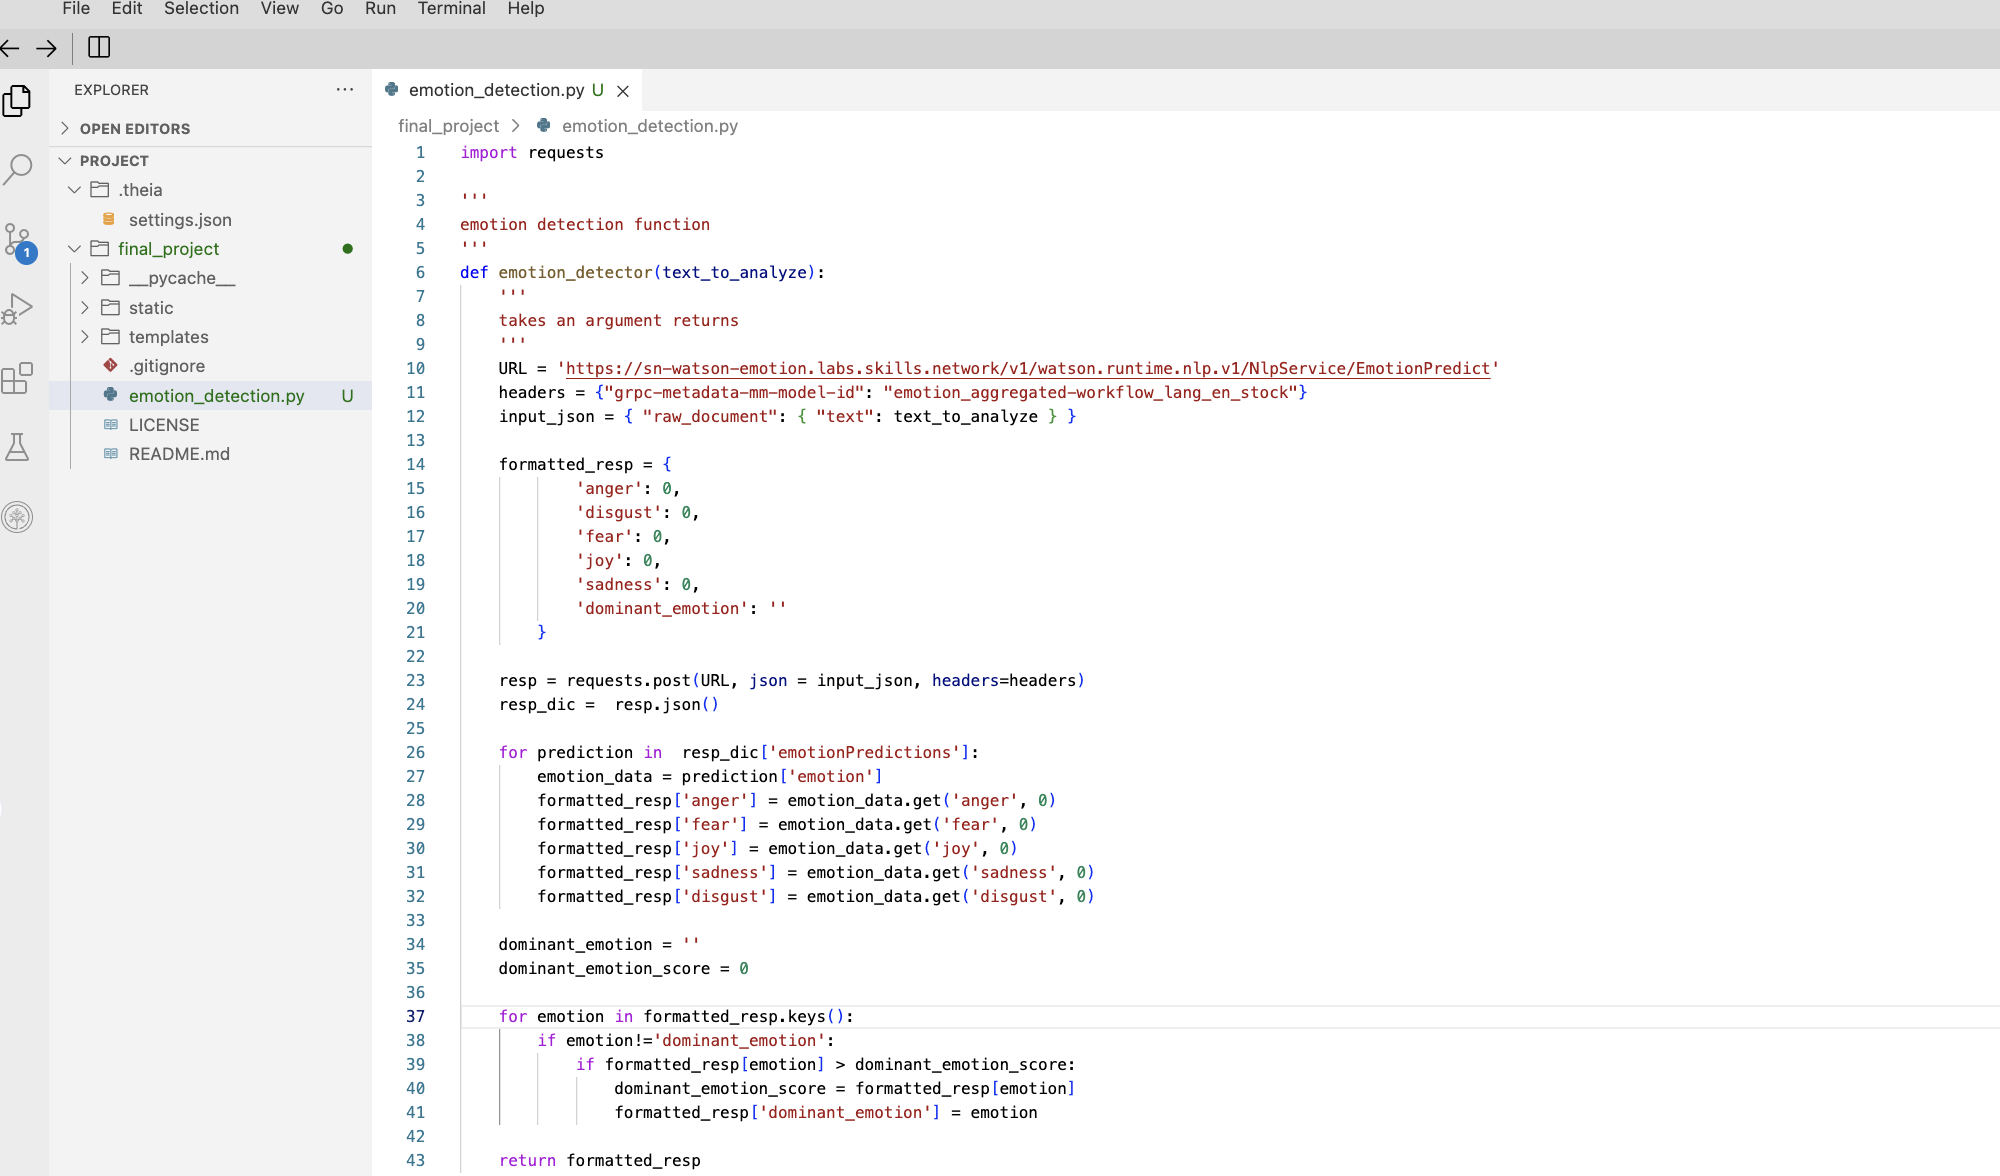 File Edit Selection View Go Run Terminal Help
EXPLORER ···
OPEN EDITORS
PROJECT
.theia
settings.json
final_project
__pycache__
static
templates
.gitignore
emotion_detection.py U
LICENSE
README.md
1
emotion_detection.py U
final_project > emotion_detection.py
1 import requests
2
3 '''
4 emotion detection function
5 '''
6 def emotion_detector(text_to_analyze):
7     '''
8     takes an argument returns
9     '''
10     URL = 'https://sn-watson-emotion.labs.skills.network/v1/watson.runtime.nlp.v1/NlpService/EmotionPredict'
11     headers = {"grpc-metadata-mm-model-id": "emotion_aggregated-workflow_lang_en_stock"}
12     input_json = { "raw_document": { "text": text_to_analyze } }
13
14     formatted_resp = {
15             'anger': 0,
16             'disgust': 0,
17             'fear': 0,
18             'joy': 0,
19             'sadness': 0,
20             'dominant_emotion': ''
21         }
22
23     resp = requests.post(URL, json = input_json, headers=headers)
24     resp_dic =  resp.json()
25
26     for prediction in  resp_dic['emotionPredictions']:
27         emotion_data = prediction['emotion']
28         formatted_resp['anger'] = emotion_data.get('anger', 0)
29         formatted_resp['fear'] = emotion_data.get('fear', 0)
30         formatted_resp['joy'] = emotion_data.get('joy', 0)
31         formatted_resp['sadness'] = emotion_data.get('sadness', 0)
32         formatted_resp['disgust'] = emotion_data.get('disgust', 0)
33
34     dominant_emotion = ''
35     dominant_emotion_score = 0
36
37     for emotion in formatted_resp.keys():
38         if emotion!='dominant_emotion':
39             if formatted_resp[emotion] > dominant_emotion_score:
40                 dominant_emotion_score = formatted_resp[emotion]
41                 formatted_resp['dominant_emotion'] = emotion
42
43     return formatted_resp